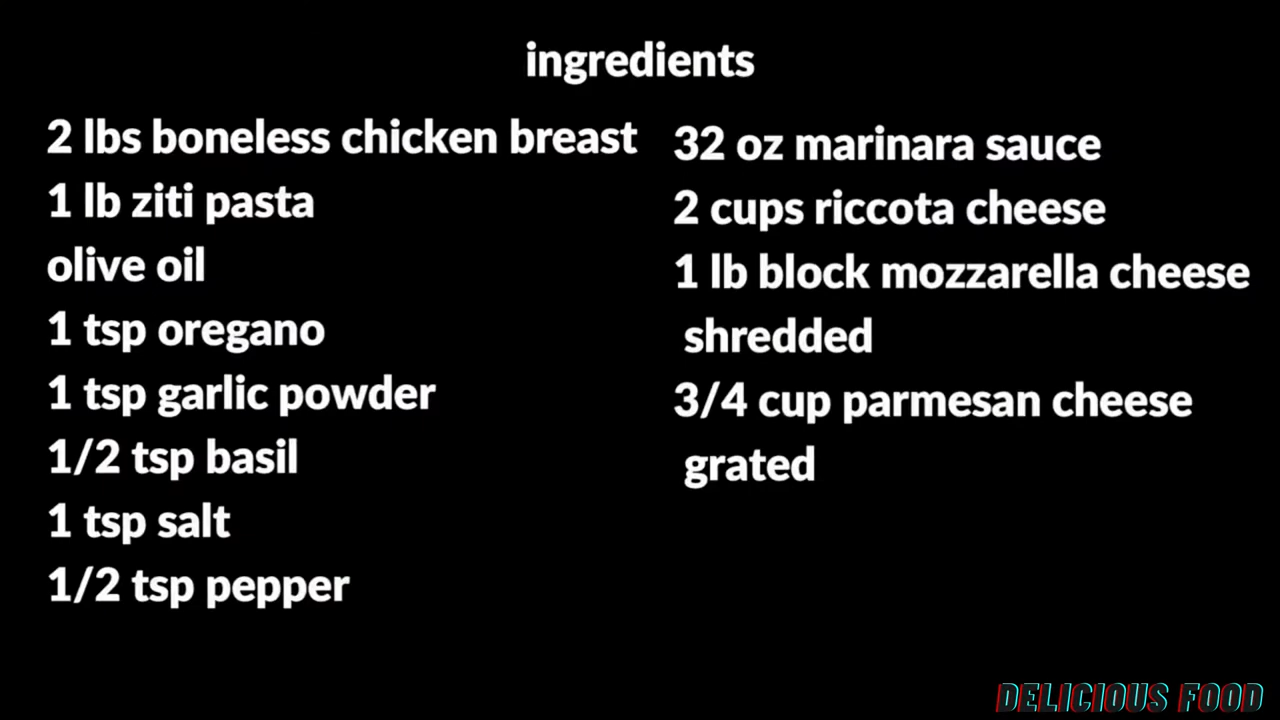 ingredients
2 lbs boneless chicken breast
1 lb ziti pasta
olive oil
1 tsp oregano
1 tsp garlic powder
1/2 tsp basil
1 tsp salt
1/2 tsp pepper
32 oz marinara sauce
2 cups riccota cheese
1 lb block mozzarella cheese
shredded
3/4 cup parmesan cheese
grated
DELICIOUS FOOD